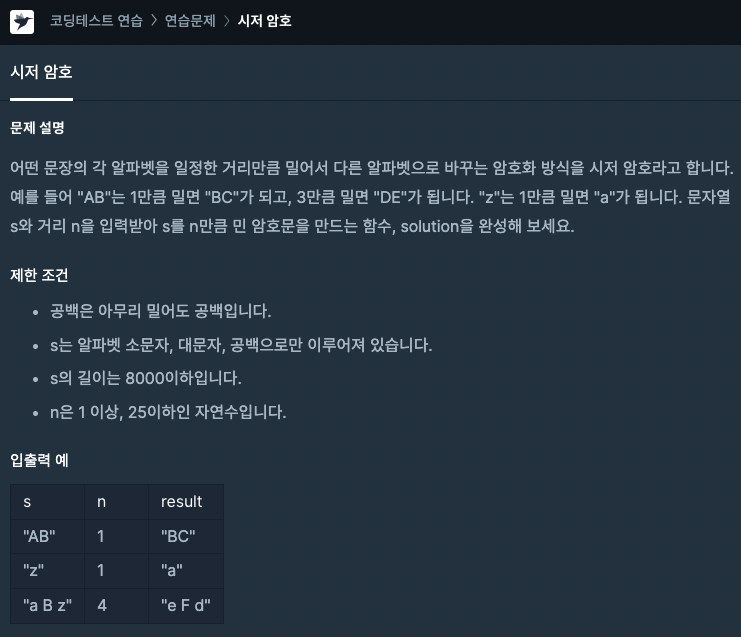 코딩테스트 연습 > 연습문제 > 시저 암호
시저 암호
문제 설명
어떤 문장의 각 알파벳을 일정한 거리만큼 밀어서 다른 알파벳으로 바꾸는 암호화 방식을 시저 암호라고 합니다.
예를 들어 "AB"는 1만큼 밀면 "BC"가 되고, 3만큼 밀면 "DE"가 됩니다. "z"는 1만큼 밀면 "a"가 됩니다. 문자열
s와 거리 n을 입력받아 s를 n만큼 민 암호문을 만드는 함수, solution을 완성해 보세요.
제한 조건
• 공백은 아무리 밀어도 공백입니다.
• s는 알파벳 소문자, 대문자, 공백으로만 이루어져 있습니다.
• s의 길이는 8000이하입니다.
• n은 1 이상, 25이하인 자연수입니다.
입출력 예
s n result
"AB" 1 "BC"
"z" 1 "a"
"a B z" 4 "e F d"